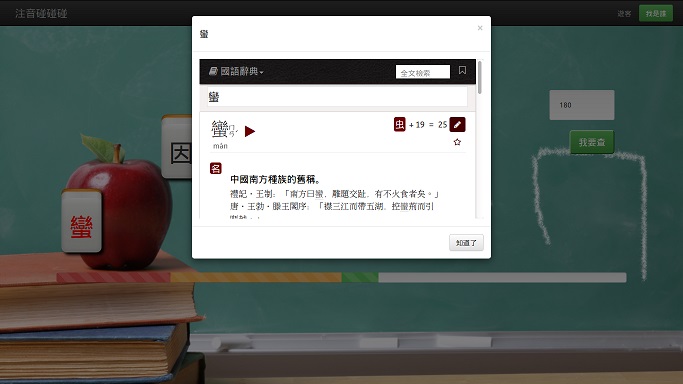 注音碰碰碰
遊客
我是誰
蠻
×
國語辭典
全文檢索
蠻
蠻
ㄇㄢˊ
mán
虫 + 19 = 25
名
中國南方種族的舊稱。
禮記．王制：「南方曰蠻，雕題交趾，有不火食者矣。」
唐．王勃．滕王閣序：「襟三江而帶五湖，控蠻荊而引
知道了
180
我要查
因
蠻